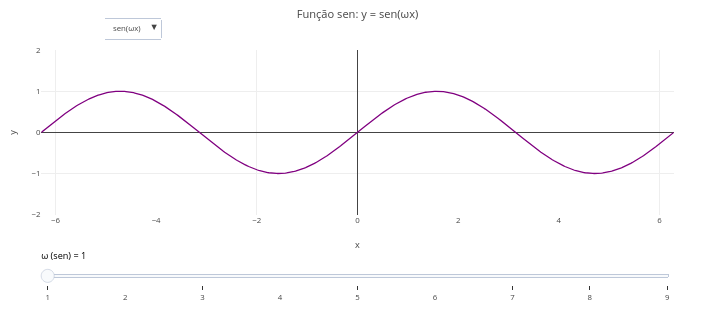 Função sen: y = sen(ωx)
sen(ωx) ▼
2
1
0
−1
−2
y
−6 −4 −2 0 2 4 6
x
ω (sen) = 1
1 2 3 4 5 6 7 8 9